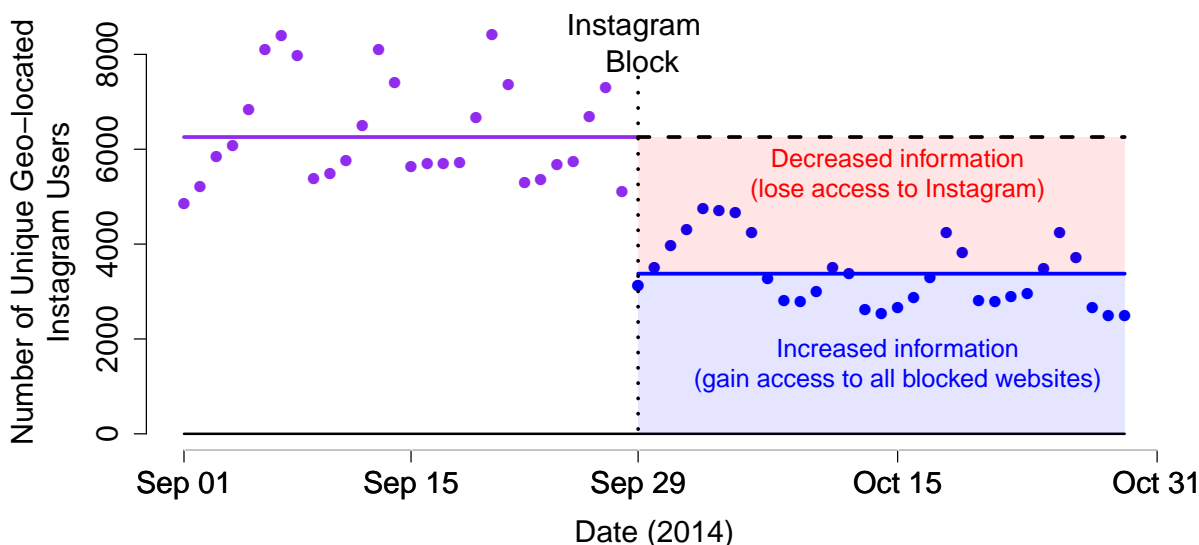 Instagram
Block
Number of Unique Geo−located
Instagram Users
8000
6000
4000
2000
0
Decreased information
(lose access to Instagram)
Increased information
(gain access to all blocked websites)
Sep 01
Sep 15
Sep 29
Oct 15
Oct 31
Date (2014)